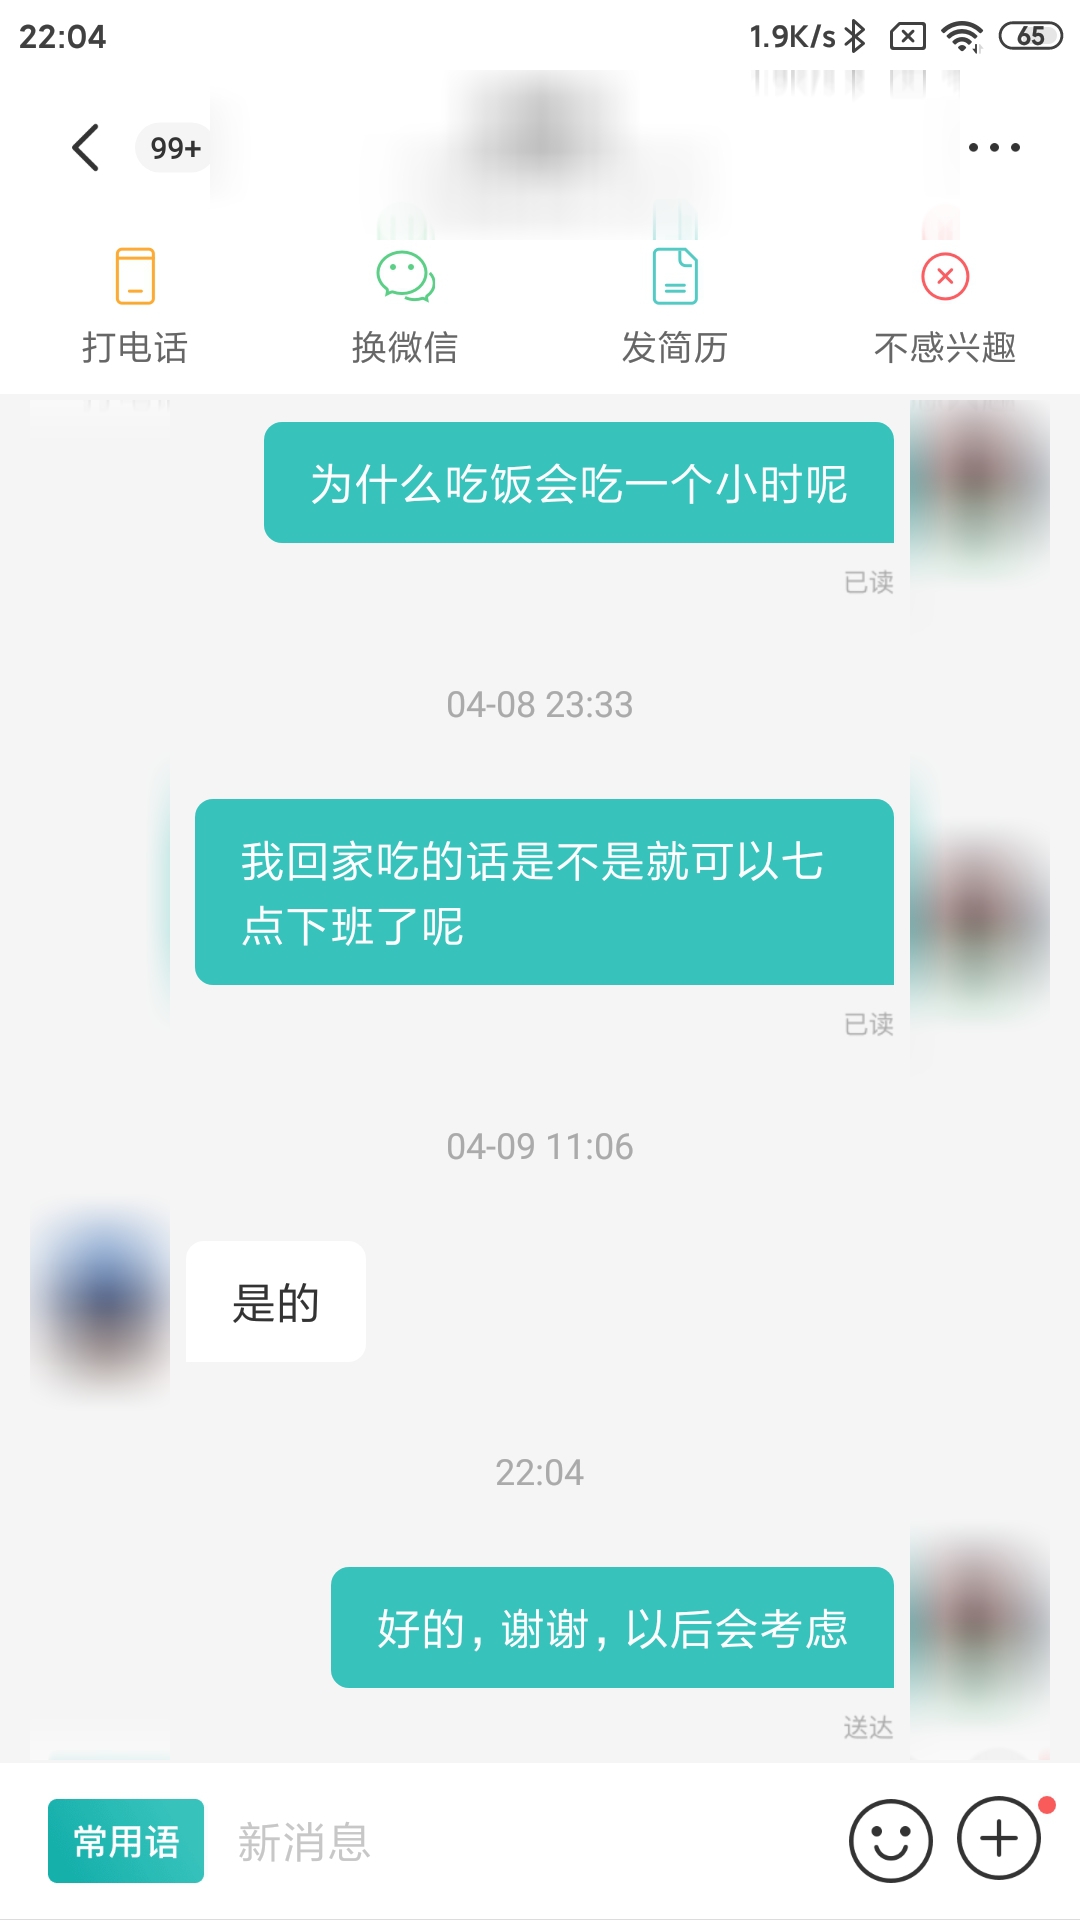 22:04
1.9K/s
65
99+
打电话
换微信
发简历
不感兴趣
为什么吃饭会吃一个小时呢
已读
04-08 23:33
我回家吃的话是不是就可以七
点下班了呢
已读
04-09 11:06
是的
22:04
好的，谢谢，以后会考虑
送达
常用语
新消息